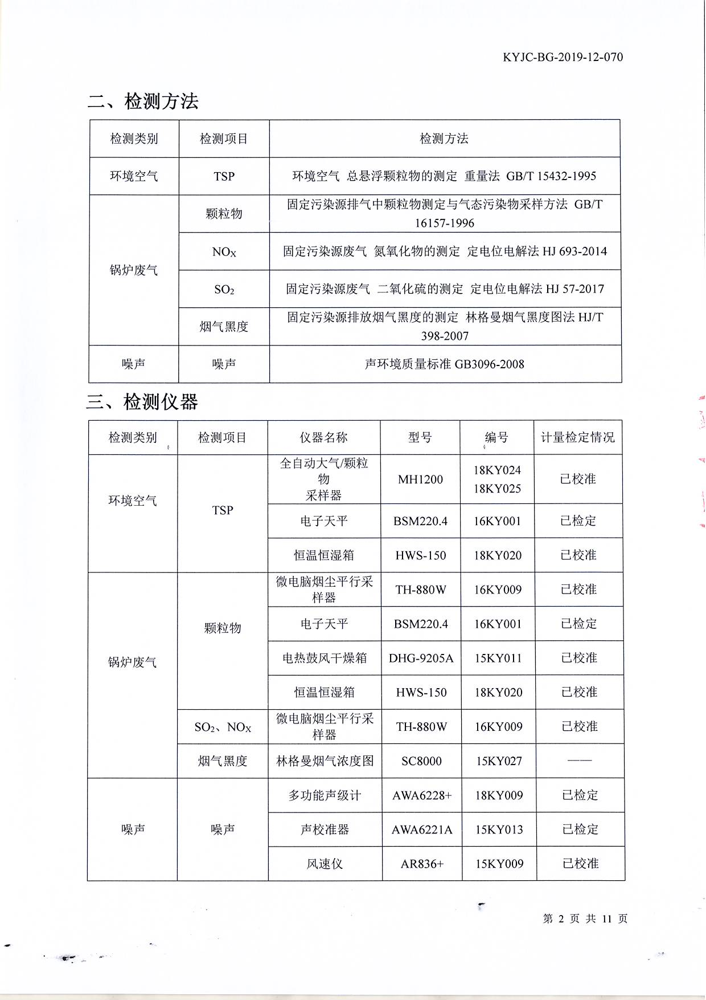 KYJC-BG-2019-12-070
二、检测方法
检测类别 检测项目 检测方法
环境空气 TSP 环境空气 总悬浮颗粒物的测定 重量法 GB/T 15432-1995
锅炉废气 颗粒物 固定污染源排气中颗粒物测定与气态污染物采样方法 GB/T
16157-1996
NOX 固定污染源废气 氮氧化物的测定 定电位电解法 HJ 693-2014
SO2 固定污染源废气 二氧化硫的测定 定电位电解法 HJ 57-2017
烟气黑度 固定污染源排放烟气黑度的测定 林格曼烟气黑度图法 HJ/T
398-2007
噪声 噪声 声环境质量标准 GB3096-2008
三、检测仪器
检测类别 检测项目 仪器名称 型号 编号 计量检定情况
环境空气 TSP 全自动大气/颗粒
物
采样器 MH1200 18KY024
18KY025 已校准
电子天平 BSM220.4 16KY001 已检定
恒温恒湿箱 HWS-150 18KY020 已校准
锅炉废气 颗粒物 微电脑烟尘平行采
样器 TH-880W 16KY009 已校准
电子天平 BSM220.4 16KY001 已检定
电热鼓风干燥箱 DHG-9205A 15KY011 已校准
恒温恒湿箱 HWS-150 18KY020 已校准
SO2、NOX 微电脑烟尘平行采
样器 TH-880W 16KY009 已校准
烟气黑度 林格曼烟气浓度图 SC8000 15KY027 ——
噪声 噪声 多功能声级计 AWA6228+ 18KY009 已检定
声校准器 AWA6221A 15KY013 已检定
风速仪 AR836+ 15KY009 已校准
第 2 页 共 11 页